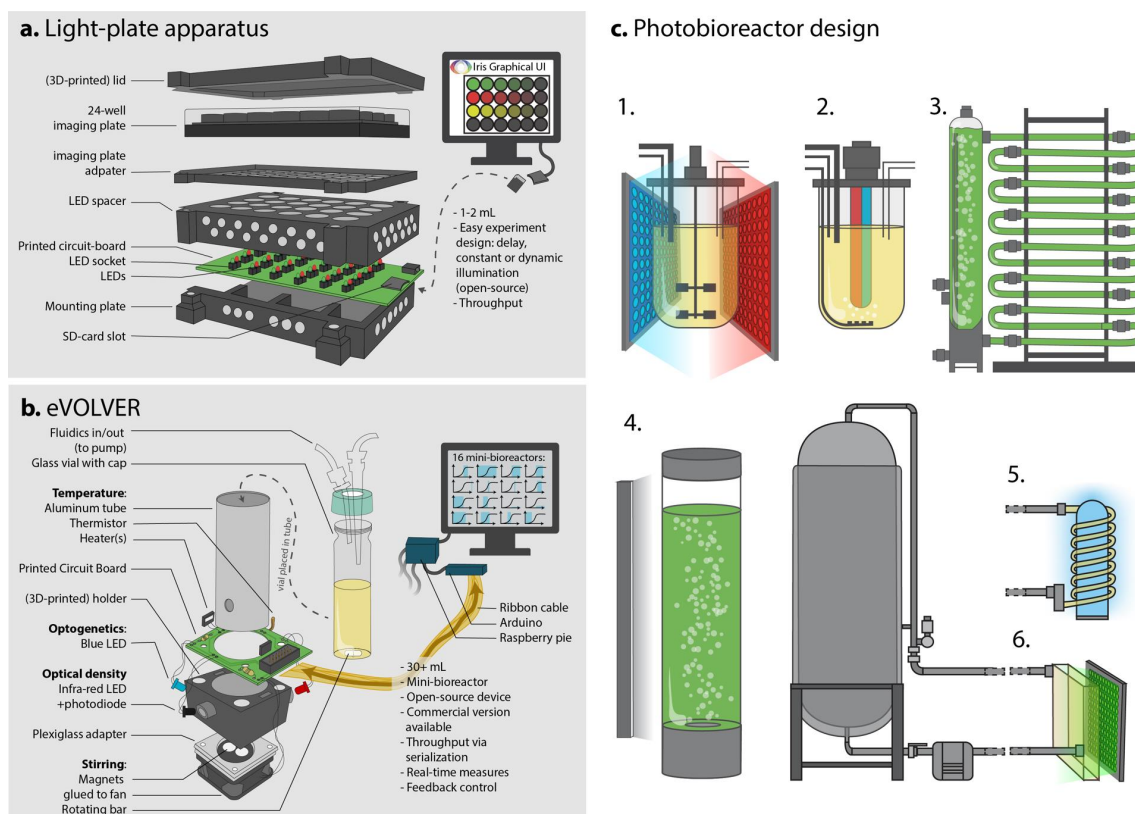 a. Light-plate apparatus
(3D-printed) lid
24-well
imaging plate
imaging plate
adpater
LED spacer
Printed circuit-board
LED socket
LEDs
Mounting plate
SD-card slot
Iris Graphical UI
- 1-2 mL
- Easy experiment
design: delay,
constant or dynamic
illumination
(open-source)
- Throughput
b. eVOLVER
Fluidics in/out
(to pump)
Glass vial with cap
Temperature:
Aluminum tube
Thermistor
Heater(s)
Printed Circuit Board
(3D-printed) holder
Optogenetics:
Blue LED
Optical density
Infra-red LED
+photodiode
Plexiglass adapter
Stirring:
Magnets
glued to fan
Rotating bar
vial placed in tube
16 mini-bioreactors:
Ribbon cable
Arduino
Raspberry pie
- 30+ mL
- Mini-bioreactor
- Open-source device
- Commercial version
available
- Throughput via
serialization
- Real-time measures
- Feedback control
c. Photobioreactor design
1.
2.
3.
4.
5.
6.